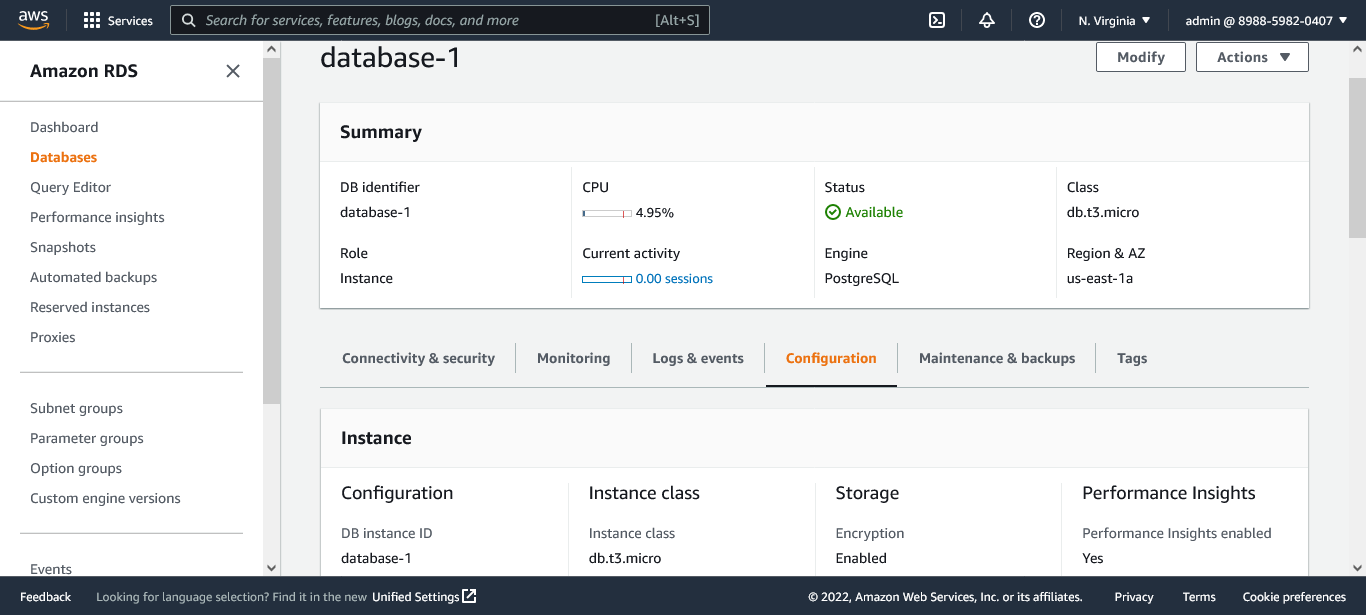 aws Services Search for services, features, blogs, docs, and more [Alt+S] N. Virginia admin @ 8988-5982-0407
Amazon RDS
Dashboard
Databases
Query Editor
Performance insights
Snapshots
Automated backups
Reserved instances
Proxies
Subnet groups
Parameter groups
Option groups
Custom engine versions
Events
database-1
Modify Actions
Summary
DB identifier CPU Status Class
database-1 4.95% Available db.t3.micro
Role Current activity Engine Region & AZ
Instance 0.00 sessions PostgreSQL us-east-1a
Connectivity & security Monitoring Logs & events Configuration Maintenance & backups Tags
Instance
Configuration Instance class Storage Performance Insights
DB instance ID Instance class Encryption Performance Insights enabled
database-1 db.t3.micro Enabled Yes
Feedback Looking for language selection? Find it in the new Unified Settings © 2022, Amazon Web Services, Inc. or its affiliates. Privacy Terms Cookie preferences